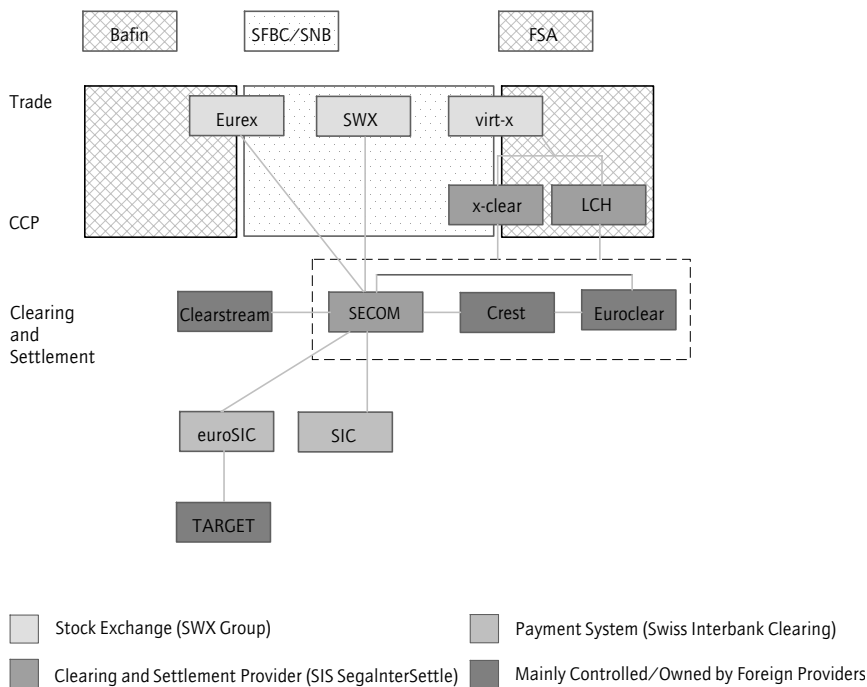 Bafin
SFBC/SNB
FSA
Trade
Eurex
SWX
virt-x
x-clear
LCH
CCP
Clearing
and
Settlement
Clearstream
SECOM
Crest
Euroclear
euroSIC
SIC
TARGET
Stock Exchange (SWX Group)
Payment System (Swiss Interbank Clearing)
Clearing and Settlement Provider (SIS SegaInterSettle)
Mainly Controlled/Owned by Foreign Providers